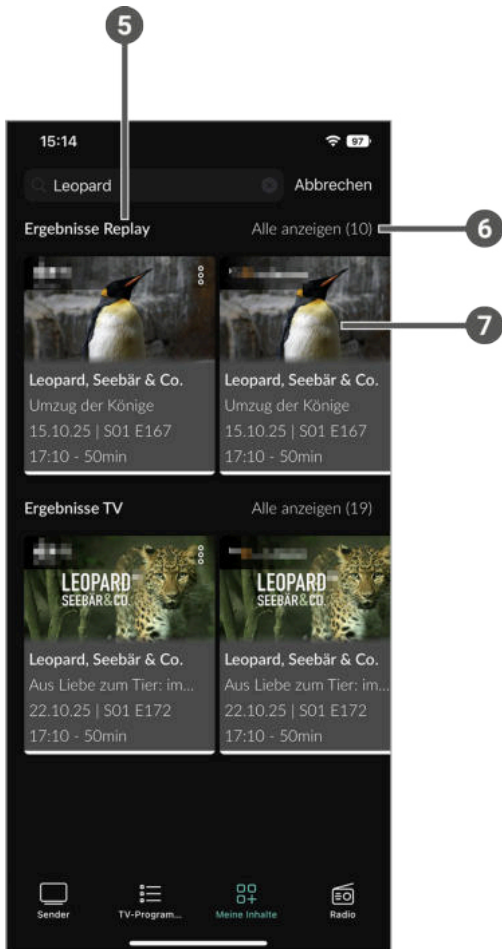 5
15:14
97
Leopard
Abbrechen
Ergebnisse Replay
Alle anzeigen (10)
6
7
Leopard, Seebär & Co.
Umzug der Könige
15.10.25 | S01 E167
17:10 - 50min
Leopard, Seebär & Co.
Umzug der Könige
15.10.25 | S01 E167
17:10 - 50min
Ergebnisse TV
Alle anzeigen (19)
LEOPARD
SEEBÄR&CO.
LEOPARD
SEEBÄR&CO.
Leopard, Seebär & Co.
Aus Liebe zum Tier: im...
22.10.25 | S01 E172
17:10 - 50min
Leopard, Seebär & Co.
Aus Liebe zum Tier: im...
22.10.25 | S01 E172
17:10 - 50min
Sender
TV-Program...
Meine Inhalte
Radio